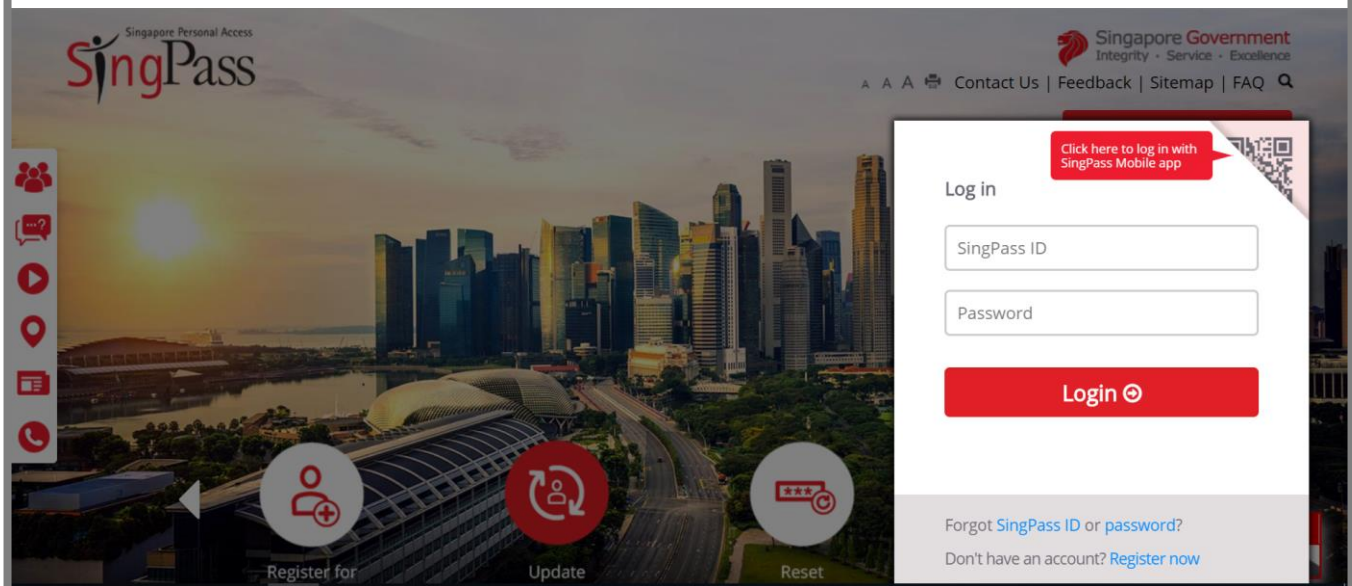 Singapore Personal Access
SingPass
Singapore Government
Integrity · Service · Excellence
A A A Contact Us | Feedback | Sitemap | FAQ
Click here to log in with
SingPass Mobile app
Log in
SingPass ID
Password
Login
Forgot SingPass ID or password?
Don't have an account? Register now
Register for
Update
Reset